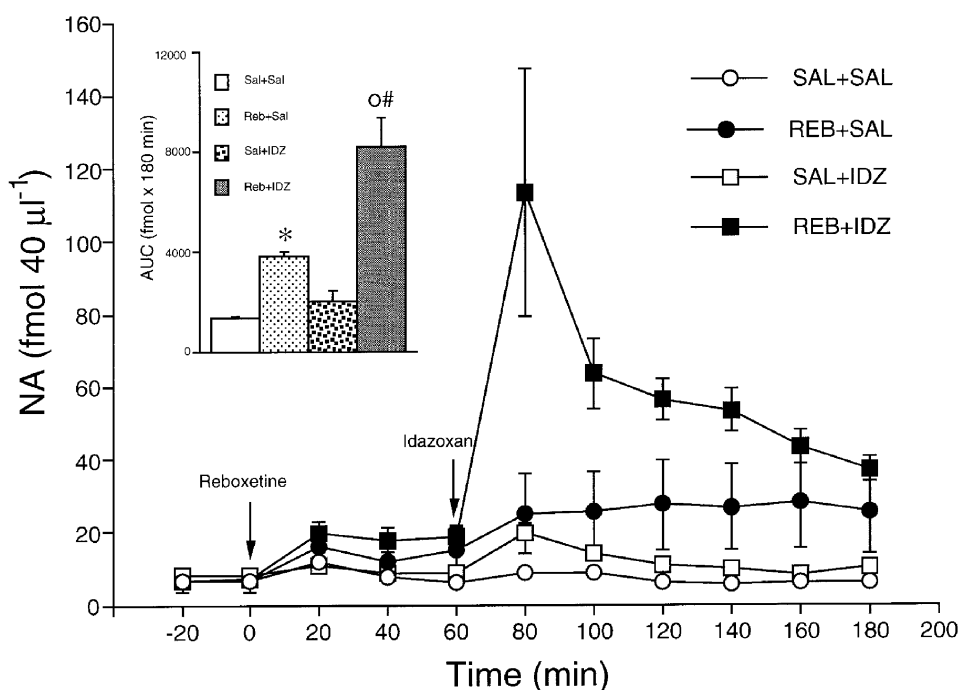 160
140
120
100
80
60
40
20
0
NA (fmol 40 µl-1)
12000
8000
4000
0
AUC (fmol x 180 min)
Sal+Sal
Reb+Sal
Sal+IDZ
Reb+IDZ
*
o#
SAL+SAL
REB+SAL
SAL+IDZ
REB+IDZ
Reboxetine
Idazoxan
-20 0 20 40 60 80 100 120 140 160 180 200
Time (min)